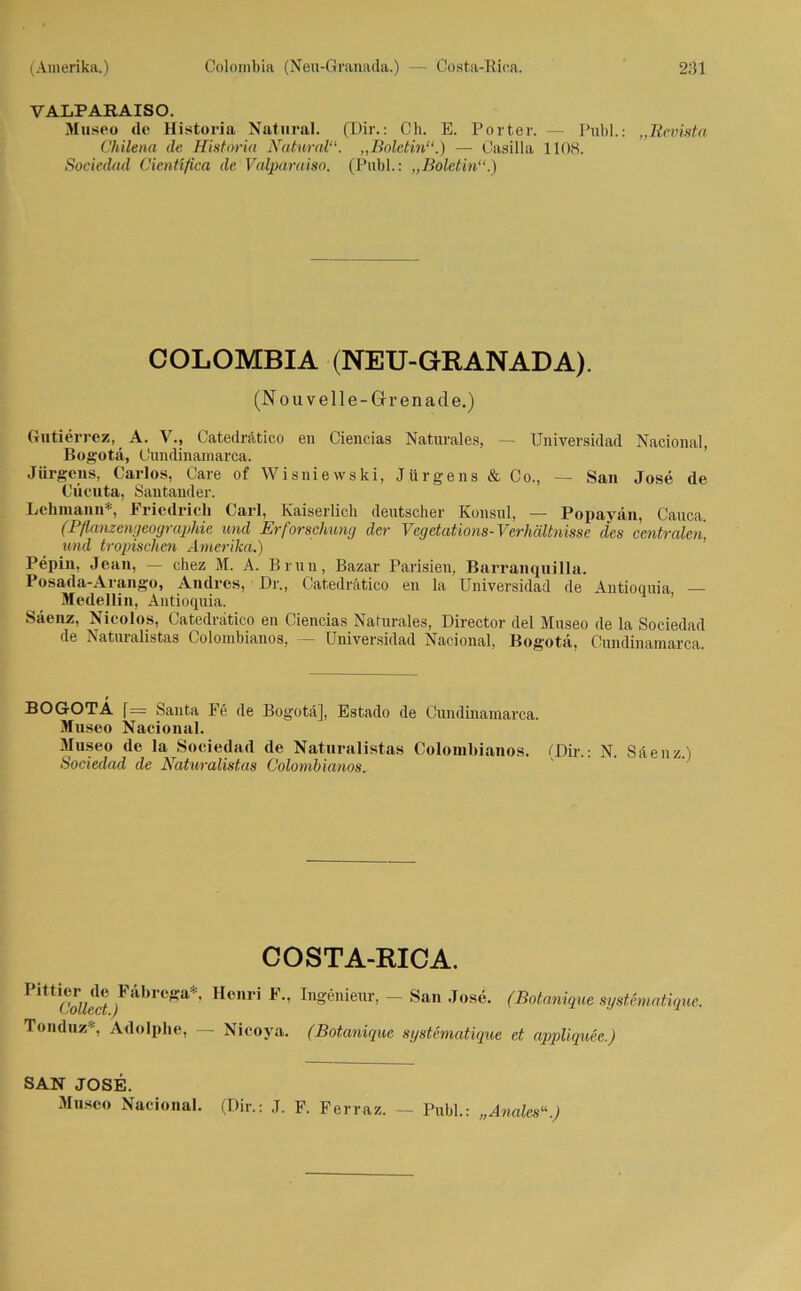 (Amerika.) Colombia (Neu-Granada.) — Costa-Rica. 231
VALPARAISO.
Museo de Historia Natural. (Dir.: Ch. E. Porter. — Publ.: „Revista
Chilena de Historia Natural“. „Boletin“.) — Casilla 1108.
Sociedad Científica de Valparaiso. (Publ.: „Boletin“.)
COLOMBIA (NEU-GRANADA).
(Nouvelle-Grenade.)
Gutiérrez, A. V., Catedrático en Ciencias Naturales, — Universidad Nacional,
Bogotá, Cundinamarca.
Jürgens, Carlos, Care of Wisniewski, Jürgens & Co., — San José de
Cúcuta, Santander.
Lehmann*, Friedrich Carl, Kaiserlich deutscher Konsul, — Popayán, Cauca.
(Pflanzengeographie und Erforschung der Vegetations-Verhältnisse des centralen,
und tropischen Amerika.)
Pépin, Jean, — chez M. A. Brun, Bazar Parisien, Barranquilla.
Posada-Arango, Andres, Dr., Catedrático en la Universidad de Antioquia, —
Medellin, Antioquia.
Sáenz, Nicolos, Catedrático en Ciencias Naturales, Director del Museo de la Sociedad
de Naturalistas Colombianos, — Universidad Nacional, Bogotá, Cundinamarca.
BOGOTÁ [= Santa Fé de Bogotá], Estado de Cundinamarca.
Museo Nacional.
Museo de la Sociedad de Naturalistas Colombianos. (Dir.: N. Sáenz.)
Sociedad de Naturalistas Colombianos.
COSTA-RICA.
Pittier de Fábrega*, Henri F., Ingénieur, — San José. (Botanique systématique.
Collect.)
Tonduz*, Adolphe, — Nicoya. (Botanique systématique et appliquée.)
SAN JOSÉ.
Museo Nacional. (Dir.: J. F. Ferraz. — Publ.: „Anales“.)